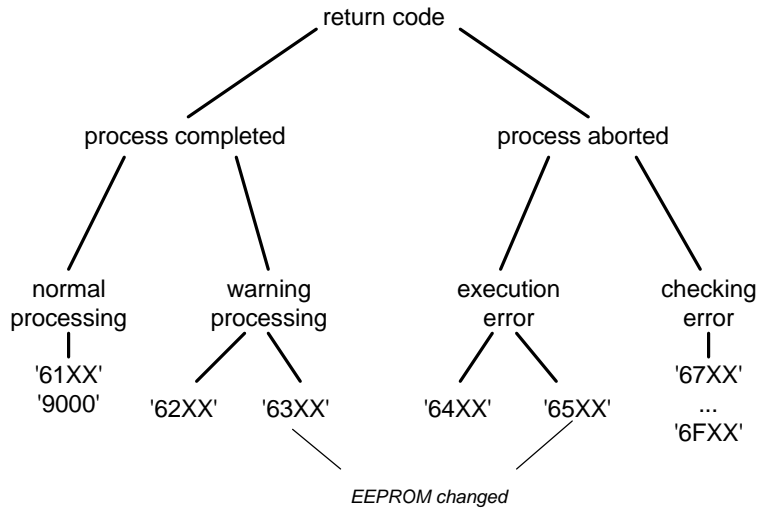 return code
process completed
process aborted
normal
processing
warning
processing
execution
error
checking
error
'61XX'
'9000'
'62XX'
'63XX'
'64XX'
'65XX'
'67XX'
...
'6FXX'
EEPROM changed